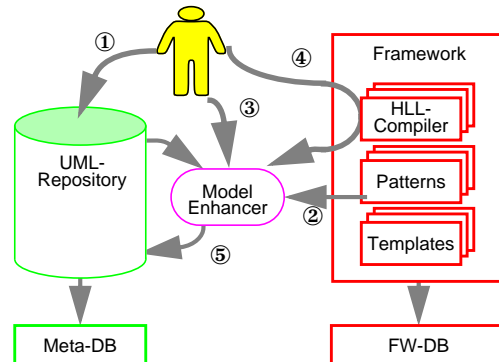 ①
④
Framework
③
HLL-
Compiler
UML-
Repository
Model
Enhancer
②
Patterns
Templates
⑤
Meta-DB
FW-DB